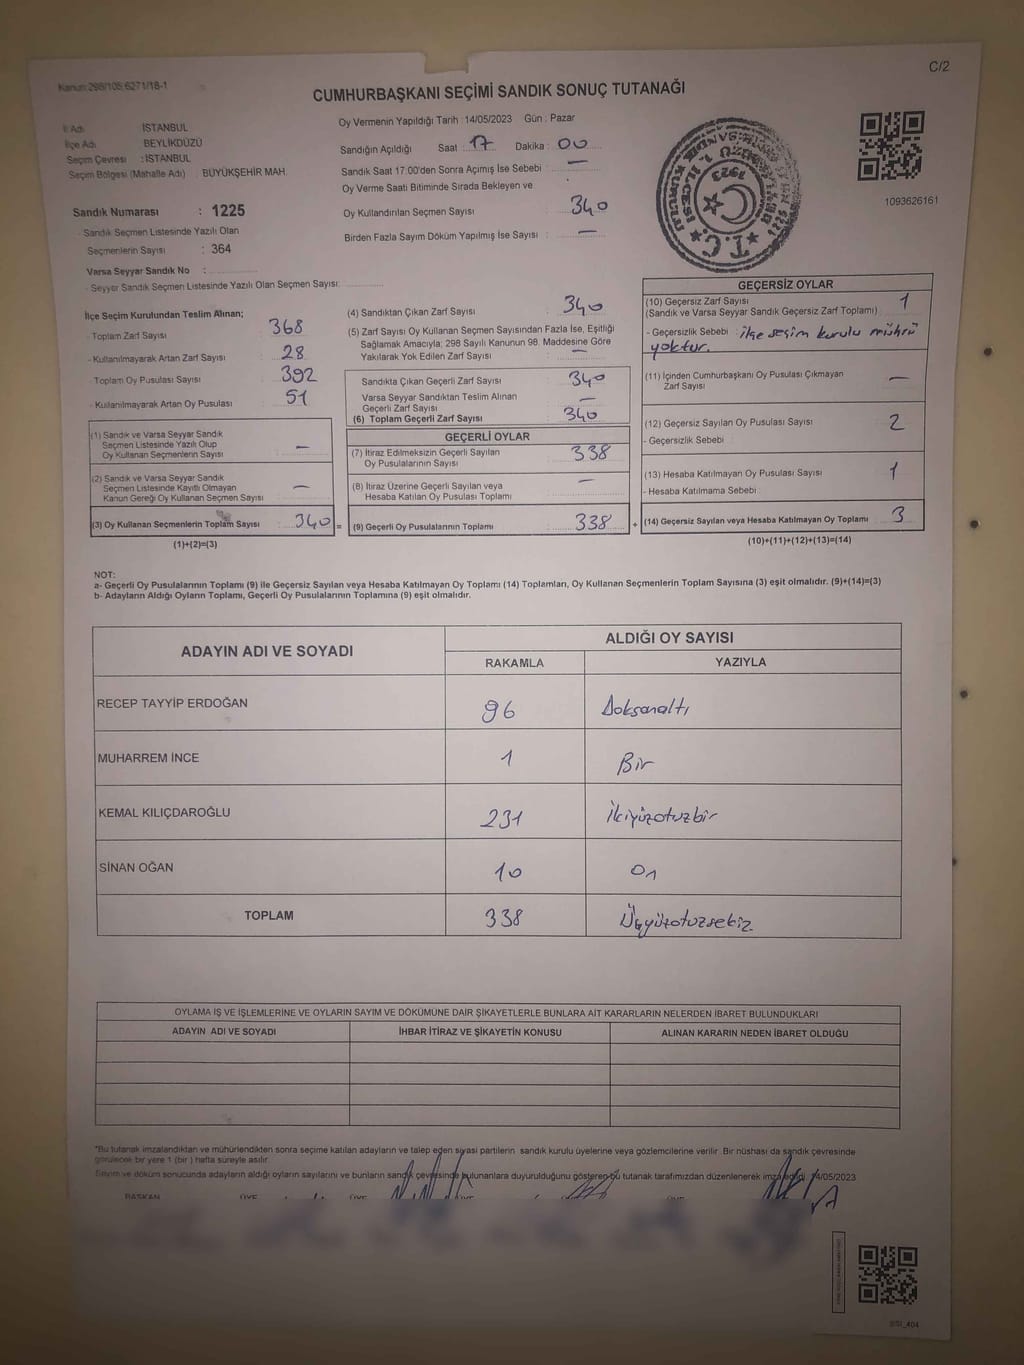 C/2
Kanun:298/105;6271/18-1
CUMHURBAŞKANI SEÇİMİ SANDIK SONUÇ TUTANAĞI
İl Adı İSTANBUL
İlçe Adı BEYLİKDÜZÜ
Seçim Çevresi : İSTANBUL
Seçim Bölgesi (Mahalle Adı) BÜYÜKŞEHİR MAH.
Sandık Numarası : 1225
- Sandık Seçmen Listesinde Yazılı Olan
Seçmenlerin Sayısı : 364
Varsa Seyyar Sandık No :
- Seyyar Sandık Seçmen Listesinde Yazılı Olan Seçmen Sayısı:
Oy Vermenin Yapıldığı Tarih : 14/05/2023 Gün : Pazar
Sandığın Açıldığı Saat : 17 Dakika : 00
Sandık Saat 17.00'den Sonra Açımış İse Sebebi : —
Oy Verme Saati Bitiminde Sırada Bekleyen ve
Oy Kullandırılan Seçmen Sayısı : 340
Birden Fazla Sayım Döküm Yapılmış İse Sayısı : —
T.C.
1923
1093626161
İlçe Seçim Kurulundan Teslim Alınan;
- Toplam Zarf Sayısı 368
- Kullanılmayarak Artan Zarf Sayısı 28
- Toplam Oy Pusulası Sayısı 392
- Kullanılmayarak Artan Oy Pusulası 51
(1) Sandık ve Varsa Seyyar Sandık
Seçmen Listesinde Yazılı Olup
Oy Kullanan Seçmenlerin Sayısı —
(2) Sandık ve Varsa Seyyar Sandık
Seçmen Listesinde Kayıtlı Olmayan
Kanun Gereği Oy Kullanan Seçmen Sayısı —
(3) Oy Kullanan Seçmenlerin Toplam Sayısı : 340 =
(1)+(2)=(3)
(4) Sandıktan Çıkan Zarf Sayısı 340
(5) Zarf Sayısı Oy Kullanan Seçmen Sayısından Fazla İse, Eşitliği
Sağlamak Amacıyla; 298 Sayılı Kanunun 98. Maddesine Göre
Yakılarak Yok Edilen Zarf Sayısı —
Sandıkta Çıkan Geçerli Zarf Sayısı 340
Varsa Seyyar Sandıktan Teslim Alınan
Geçerli Zarf Sayısı —
(6) Toplam Geçerli Zarf Sayısı 340
GEÇERLİ OYLAR
(7) İtiraz Edilmeksizin Geçerli Sayılan
Oy Pusulalarının Sayısı 338
(8) İtiraz Üzerine Geçerli Sayılan veya
Hesaba Katılan Oy Pusulası Toplamı —
(9) Geçerli Oy Pusulalarının Toplamı 338 +
GEÇERSİZ OYLAR
(10) Geçersiz Zarf Sayısı
(Sandık ve Varsa Seyyar Sandık Geçersiz Zarf Toplamı) : 1
- Geçersizlik Sebebi : ilçe seçim kurulu mührü
yoktur.
(11) İçinden Cumhurbaşkanı Oy Pusulası Çıkmayan
Zarf Sayısı —
(12) Geçersiz Sayılan Oy Pusulası Sayısı 2
- Geçersizlik Sebebi :
(13) Hesaba Katılmayan Oy Pusulası Sayısı 1
- Hesaba Katılmama Sebebi :
(14) Geçersiz Sayılan veya Hesaba Katılmayan Oy Toplamı 3
(10)+(11)+(12)+(13)=(14)
NOT:
a- Geçerli Oy Pusulalarının Toplamı (9) ile Geçersiz Sayılan veya Hesaba Katılmayan Oy Toplamı (14) Toplamları, Oy Kullanan Seçmenlerin Toplam Sayısına (3) eşit olmalıdır. (9)+(14)=(3)
b- Adayların Aldığı Oyların Toplamı, Geçerli Oy Pusulalarının Toplamına (9) eşit olmalıdır.
ADAYIN ADI VE SOYADI ALDIĞI OY SAYISI
RAKAMLA YAZIYLA
RECEP TAYYİP ERDOĞAN 96 Doksanaltı
MUHARREM İNCE 1 Bir
KEMAL KILIÇDAROĞLU 231 İkiyüzotuzbir
SİNAN OĞAN 10 On
TOPLAM 338 Üçyüzotuzsekiz
OYLAMA İŞ VE İŞLEMLERİNE VE OYLARIN SAYIM VE DÖKÜMÜNE DAİR ŞİKAYETLERLE BUNLARA AİT KARARLARIN NELERDEN İBARET BULUNDUKLARI
ADAYIN ADI VE SOYADI İHBAR İTİRAZ VE ŞİKAYETİN KONUSU ALINAN KARARIN NEDEN İBARET OLDUĞU
*Bu tutanak imzalandıktan ve mühürlendikten sonra seçime katılan adayların ve talep eden siyasi partilerin sandık kurulu üyelerine veya gözlemcilerine verilir. Bir nüshası da sandık çevresinde
görülecek bir yere 1 (bir ) hafta süreyle asılır.
Sayım ve döküm sonucunda adayların aldığı oyların sayılarını ve bunların sandık çevresinde bulunanlara duyurulduğunu gösteren bu tutanak tarafımızdan düzenlenerek imza edildi. 14/05/2023
BAŞKAN ÜYE ÜYE ÜYE